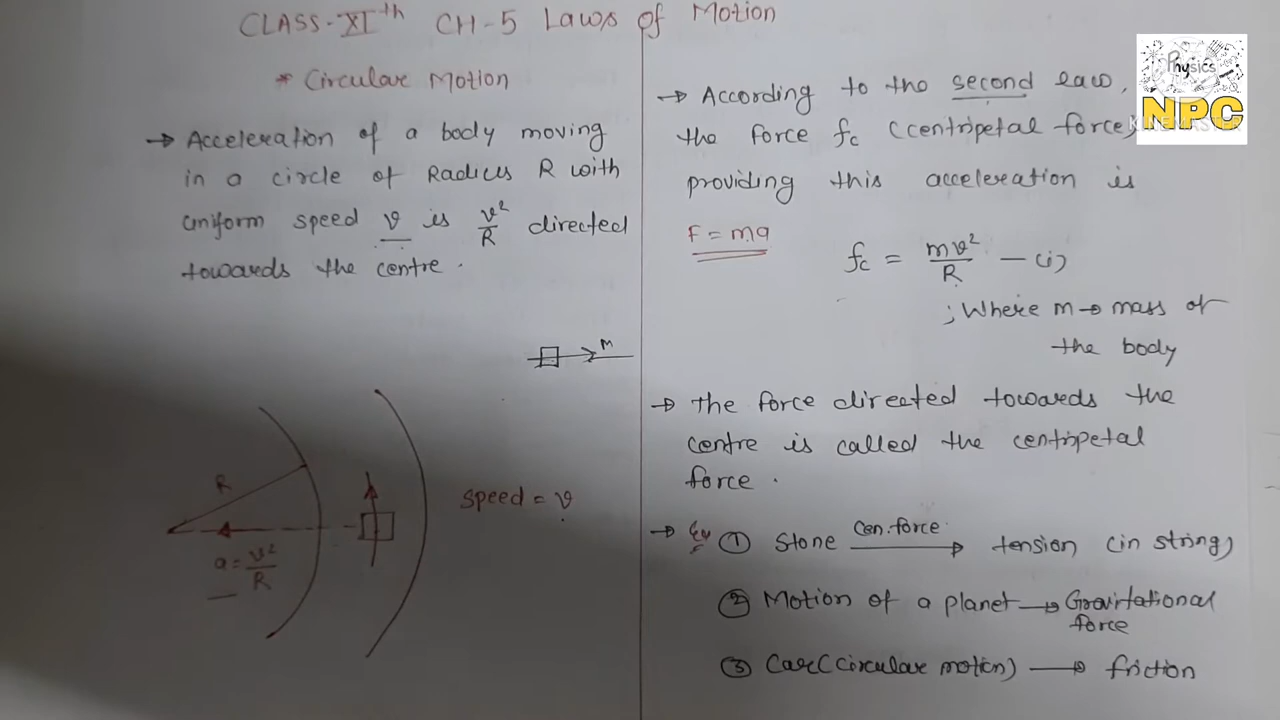 CLASS-XIth CH-5 Laws of Motion
* Circular Motion
→ Acceleration of a body moving
in a circle of Radius R with
uniform speed v is v²/R directed
towards the centre.
M
R
a = v²/R
speed = v
→ According to the second law,
the force fc (centripetal force)
providing this acceleration is
F = ma
fc = mv²/R — (i)
; Where m → mass of
the body
→ The force directed towards the
centre is called the centripetal
force.
→ Ex ① Stone cen. force → tension (in string)
② Motion of a planet → Gravitational
force
③ Car (circular motion) → friction
Physics
NPC
KINEMASTER